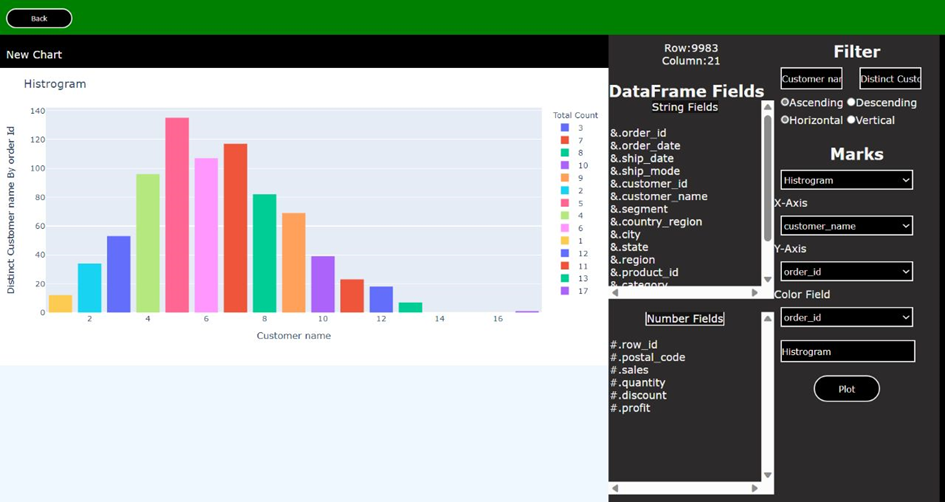 Back
New Chart
Histrogram
Distinct Customer name By order Id
140
120
100
80
60
40
20
0
2
4
6
8
10
12
14
16
Customer name
Total Count
3
7
8
10
9
2
5
4
6
1
12
11
13
17
Row:9983
Column:21
DataFrame Fields
String Fields
&.order_id
&.order_date
&.ship_date
&.ship_mode
&.customer_id
&.customer_name
&.segment
&.country_region
&.city
&.state
&.region
&.product_id
&.category
Number Fields
#.row_id
#.postal_code
#.sales
#.quantity
#.discount
#.profit
Filter
Customer nar Distinct Custo
Ascending Descending
Horizontal Vertical
Marks
Histrogram
X-Axis
customer_name
Y-Axis
order_id
Color Field
order_id
Histrogram
Plot